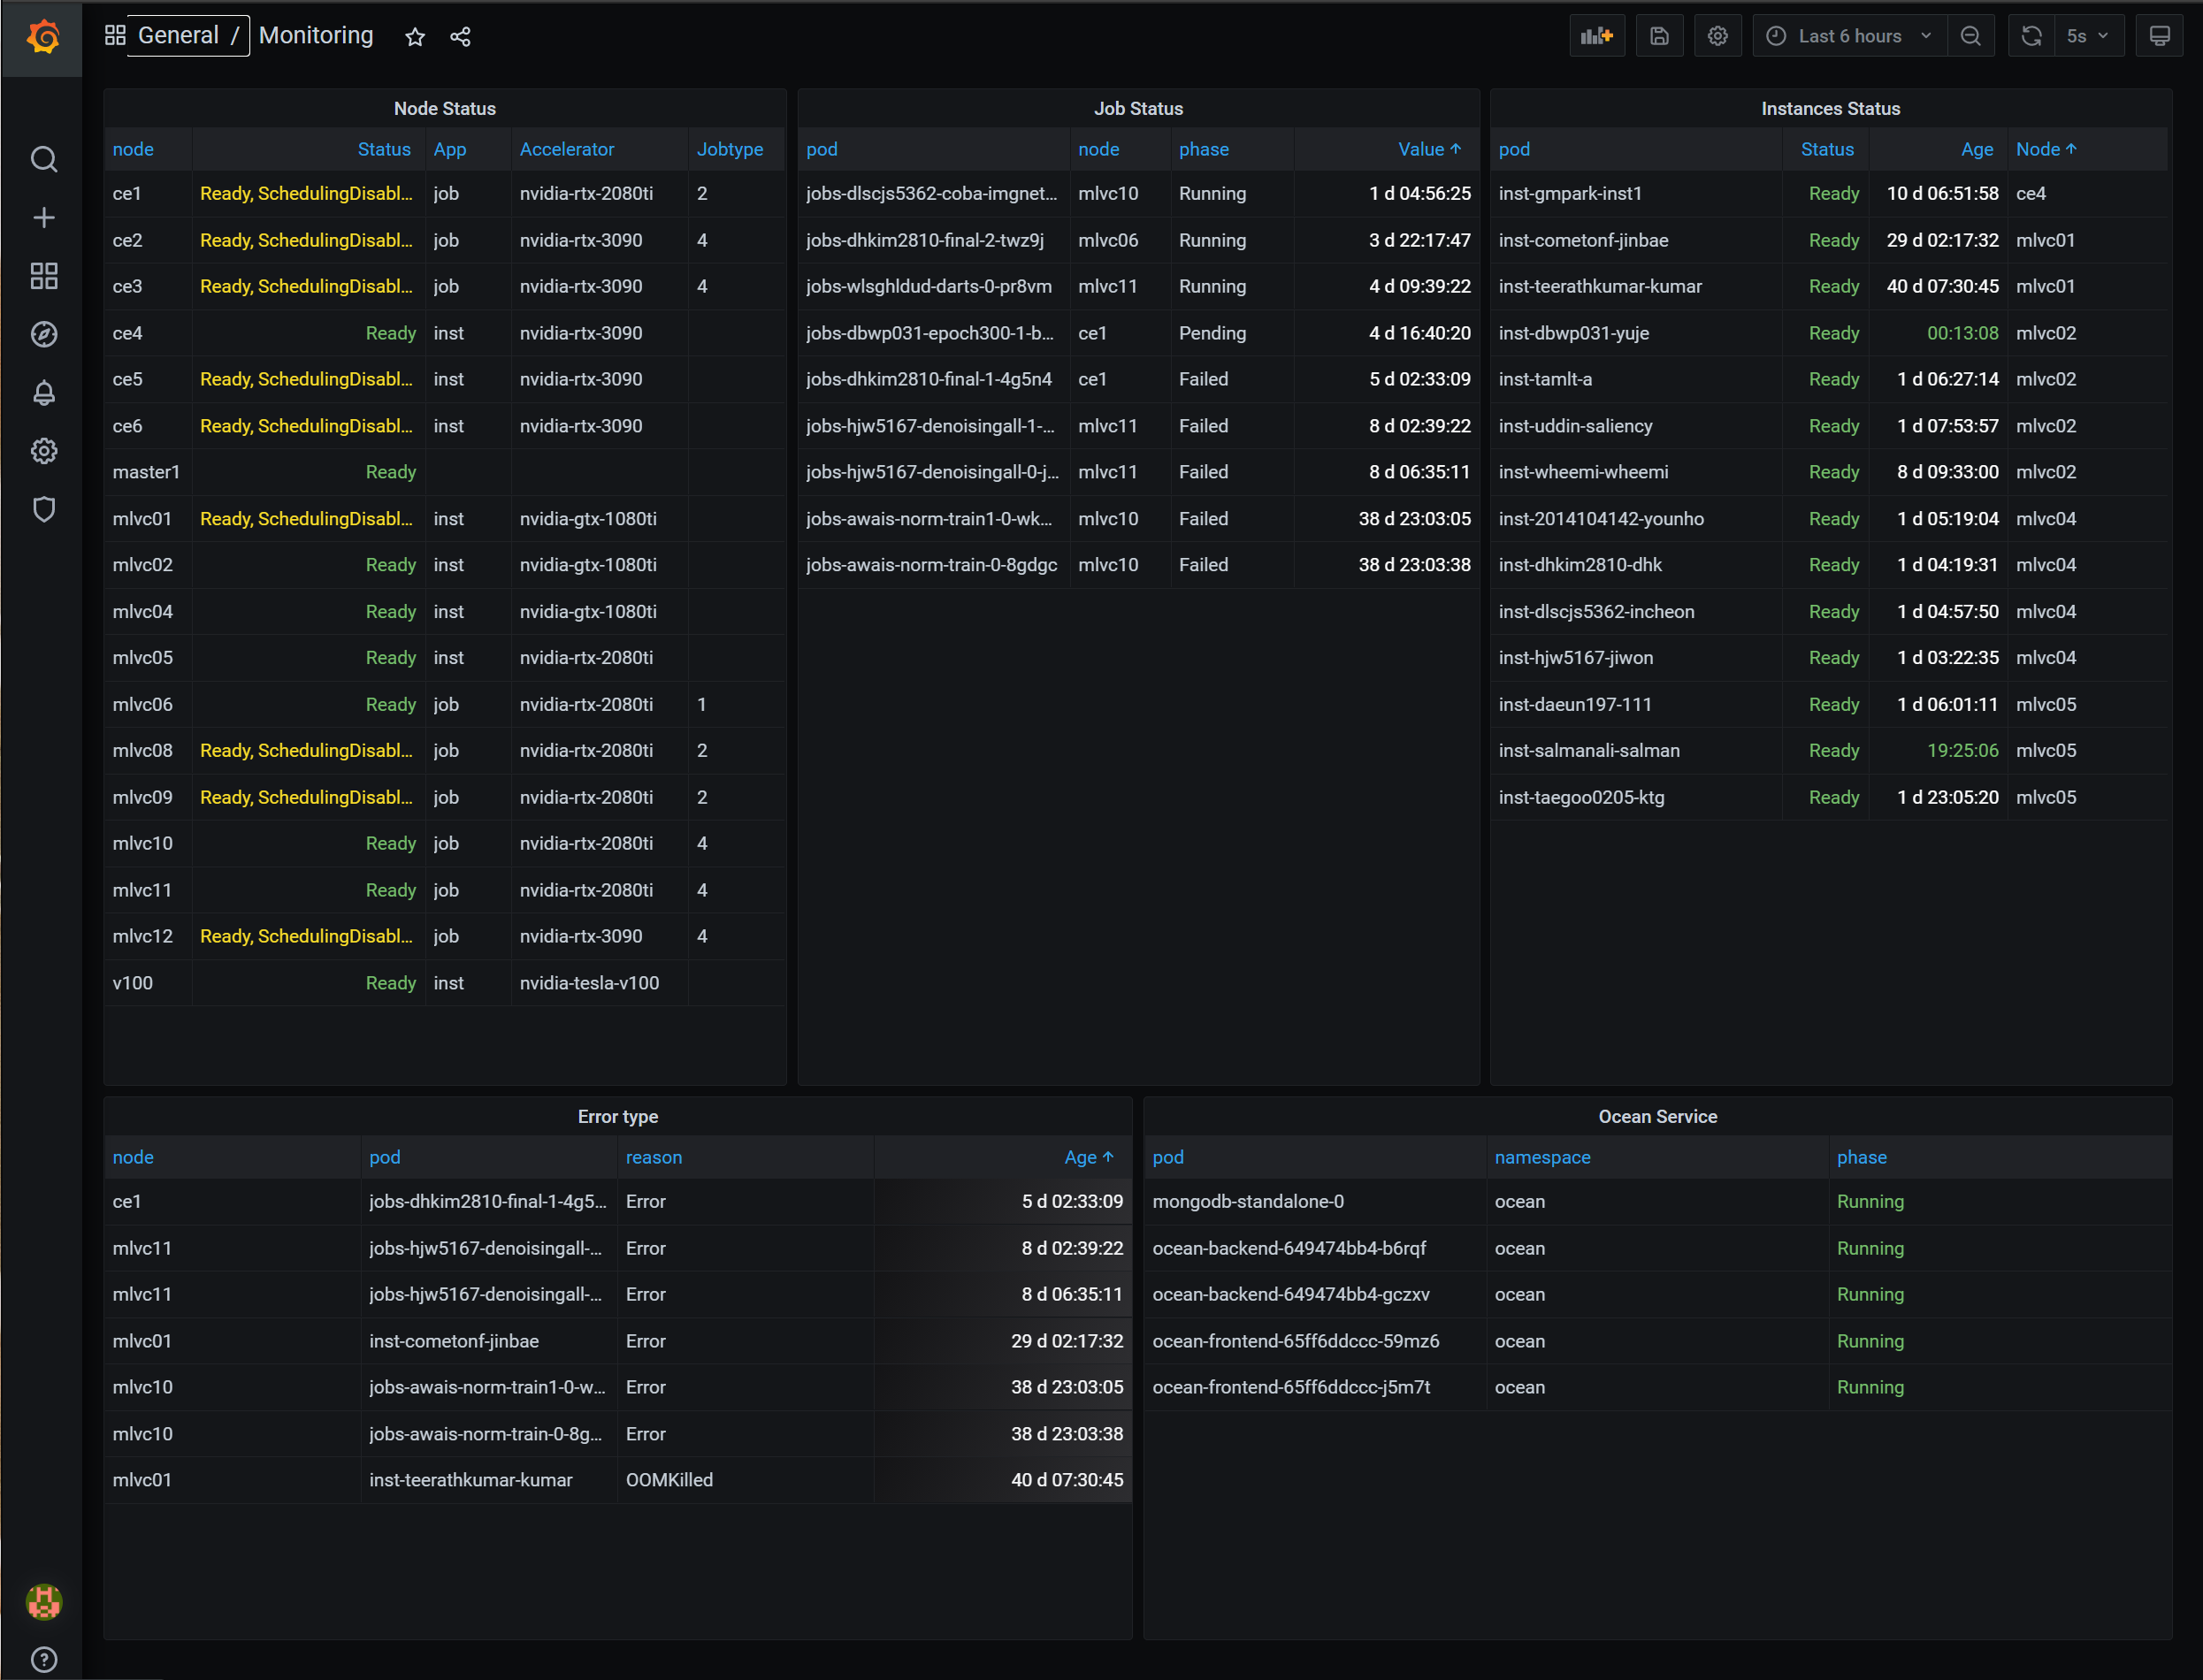 General / Monitoring
Last 6 hours
5s
Node Status
node Status App Accelerator Jobtype
ce1 Ready, SchedulingDisabl... job nvidia-rtx-2080ti 2
ce2 Ready, SchedulingDisabl... job nvidia-rtx-3090 4
ce3 Ready, SchedulingDisabl... job nvidia-rtx-3090 4
ce4 Ready inst nvidia-rtx-3090
ce5 Ready, SchedulingDisabl... inst nvidia-rtx-3090
ce6 Ready, SchedulingDisabl... inst nvidia-rtx-3090
master1 Ready
mlvc01 Ready, SchedulingDisabl... inst nvidia-gtx-1080ti
mlvc02 Ready inst nvidia-gtx-1080ti
mlvc04 Ready inst nvidia-gtx-1080ti
mlvc05 Ready inst nvidia-rtx-2080ti
mlvc06 Ready job nvidia-rtx-2080ti 1
mlvc08 Ready, SchedulingDisabl... job nvidia-rtx-2080ti 2
mlvc09 Ready, SchedulingDisabl... job nvidia-rtx-2080ti 2
mlvc10 Ready job nvidia-rtx-2080ti 4
mlvc11 Ready job nvidia-rtx-2080ti 4
mlvc12 Ready, SchedulingDisabl... job nvidia-rtx-3090 4
v100 Ready inst nvidia-tesla-v100
Job Status
pod node phase Value
jobs-dlscjs5362-coba-imgnet... mlvc10 Running 1 d 04:56:25
jobs-dhkim2810-final-2-twz9j mlvc06 Running 3 d 22:17:47
jobs-wlsghldud-darts-0-pr8vm mlvc11 Running 4 d 09:39:22
jobs-dbwp031-epoch300-1-b... ce1 Pending 4 d 16:40:20
jobs-dhkim2810-final-1-4g5n4 ce1 Failed 5 d 02:33:09
jobs-hjw5167-denoisingall-1-... mlvc11 Failed 8 d 02:39:22
jobs-hjw5167-denoisingall-0-j... mlvc11 Failed 8 d 06:35:11
jobs-awais-norm-train1-0-wk... mlvc10 Failed 38 d 23:03:05
jobs-awais-norm-train-0-8gdgc mlvc10 Failed 38 d 23:03:38
Instances Status
pod Status Age Node
inst-gmpark-inst1 Ready 10 d 06:51:58 ce4
inst-cometonf-jinbae Ready 29 d 02:17:32 mlvc01
inst-teerathkumar-kumar Ready 40 d 07:30:45 mlvc01
inst-dbwp031-yuje Ready 00:13:08 mlvc02
inst-tamlt-a Ready 1 d 06:27:14 mlvc02
inst-uddin-saliency Ready 1 d 07:53:57 mlvc02
inst-wheemi-wheemi Ready 8 d 09:33:00 mlvc02
inst-2014104142-younho Ready 1 d 05:19:04 mlvc04
inst-dhkim2810-dhk Ready 1 d 04:19:31 mlvc04
inst-dlscjs5362-incheon Ready 1 d 04:57:50 mlvc04
inst-hjw5167-jiwon Ready 1 d 03:22:35 mlvc04
inst-daeun197-111 Ready 1 d 06:01:11 mlvc05
inst-salmanali-salman Ready 19:25:06 mlvc05
inst-taegoo0205-ktg Ready 1 d 23:05:20 mlvc05
Error type
node pod reason Age
ce1 jobs-dhkim2810-final-1-4g5... Error 5 d 02:33:09
mlvc11 jobs-hjw5167-denoisingall-... Error 8 d 02:39:22
mlvc11 jobs-hjw5167-denoisingall-... Error 8 d 06:35:11
mlvc01 inst-cometonf-jinbae Error 29 d 02:17:32
mlvc10 jobs-awais-norm-train1-0-w... Error 38 d 23:03:05
mlvc10 jobs-awais-norm-train-0-8g... Error 38 d 23:03:38
mlvc01 inst-teerathkumar-kumar OOMKilled 40 d 07:30:45
Ocean Service
pod namespace phase
mongodb-standalone-0 ocean Running
ocean-backend-649474bb4-b6rqf ocean Running
ocean-backend-649474bb4-gczxv ocean Running
ocean-frontend-65ff6ddccc-59mz6 ocean Running
ocean-frontend-65ff6ddccc-j5m7t ocean Running